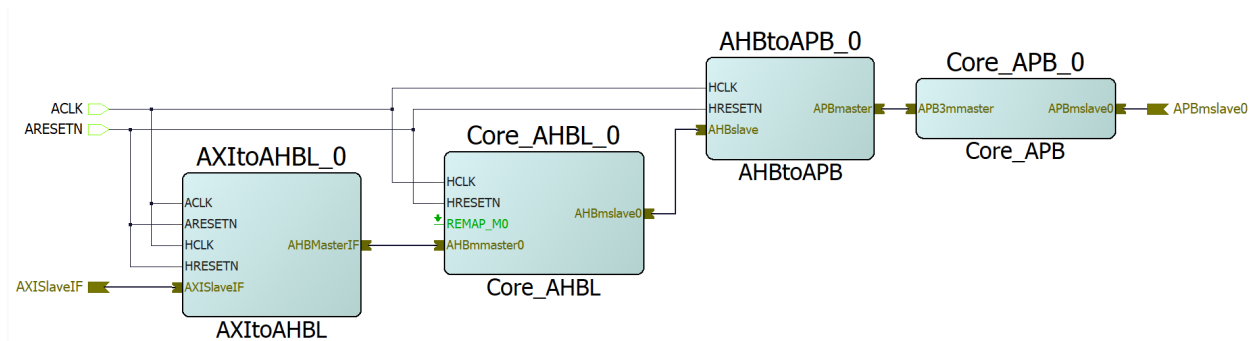 ACLK
ARESETN
AXISlaveIF
AXItoAHBL_0
ACLK
ARESETN
HCLK
HRESETN
AXISlaveIF
AHBMasterIF
AXItoAHBL
Core_AHBL_0
HCLK
HRESETN
REMAP_M0
AHBmmaster0
AHBmslave0
Core_AHBL
AHBtoAPB_0
HCLK
HRESETN
AHBslave
APBmaster
AHBtoAPB
Core_APB_0
APB3mmaster
APBmslave0
Core_APB
APBmslave0